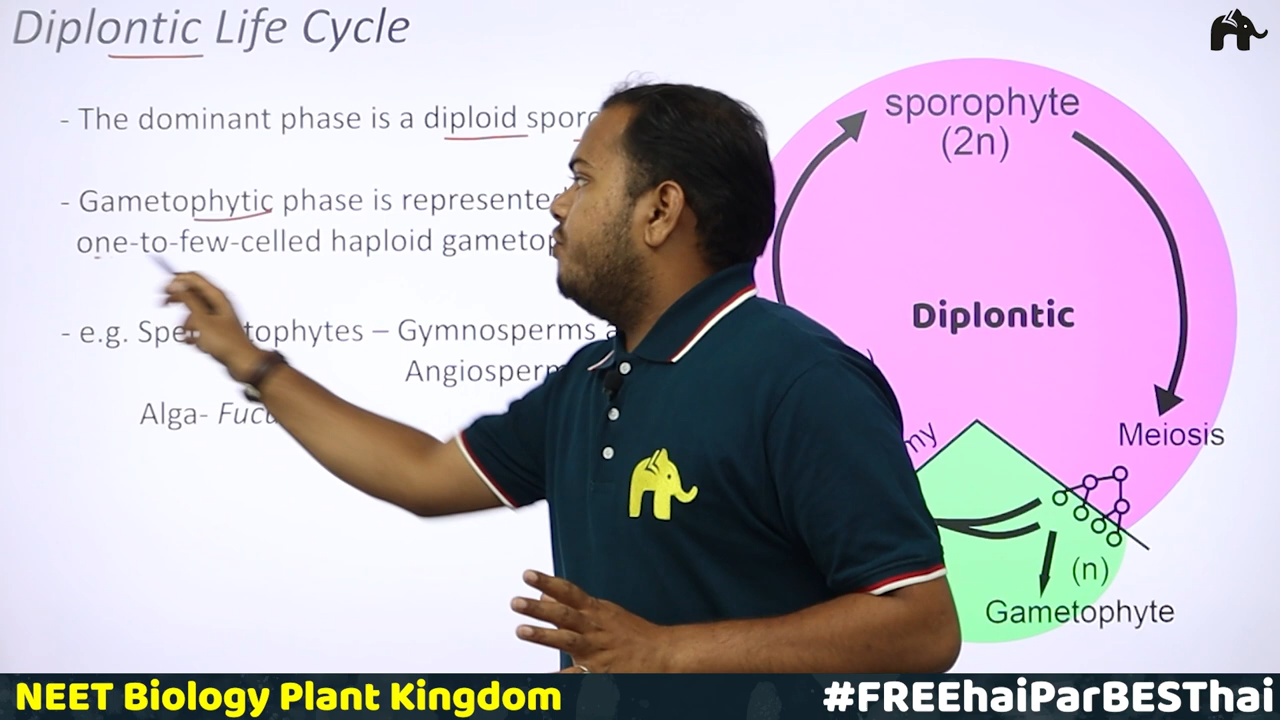 Diplontic Life Cycle
- The dominant phase is a diploid
- Gametophytic phase is
one-to-few-celled haploid
- e.g. – Gymnosperms
Alga-
sporophyte
(2n)
Diplontic
Meiosis
(n)
Gametophyte
NEET Biology Plant Kingdom
#FREEhaiParBESThai